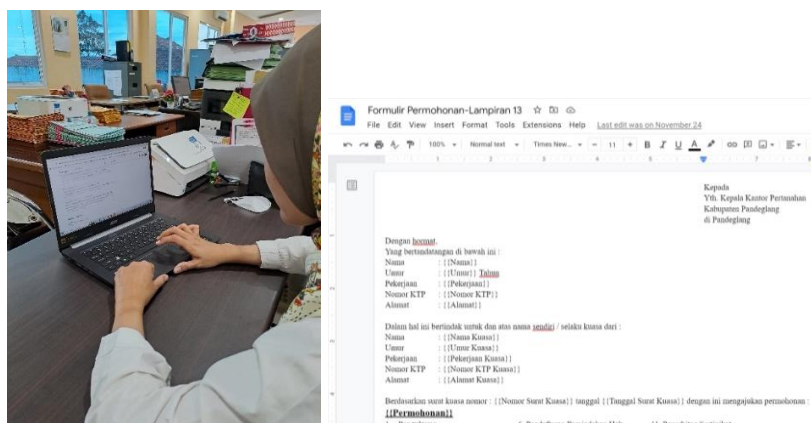 Formulir Permohonan-Lampiran 13
File Edit View Insert Format Tools Extensions Help Last edit was on November 24
100% Normal text Times New... 11 B I U A
Kepada
Yth. Kepala Kantor Pertanahan
Kabupaten Pandeglang
di Pandeglang
Dengan hormat,
Yang bertandatangan di bawah ini :
Nama : {{Nama}}
Umur : {{Umur}} Tahun
Pekerjaan : {{Pekerjaan}}
Nomor KTP : {{Nomor KTP}}
Alamat : {{Alamat}}
Dalam hal ini bertindak untuk dan atas nama sendiri / selaku kuasa dari :
Nama : {{Nama Kuasa}}
Umur : {{Umur Kuasa}}
Pekerjaan : {{Pekerjaan Kuasa}}
Nomor KTP : {{Nomor KTP Kuasa}}
Alamat : {{Alamat Kuasa}}
Berdasarkan surat kuasa nomor : {{Nomor Surat Kuasa}} tanggal {{Tanggal Surat Kuasa}} dengan ini mengajukan permohonan :
{{Permohonan}}